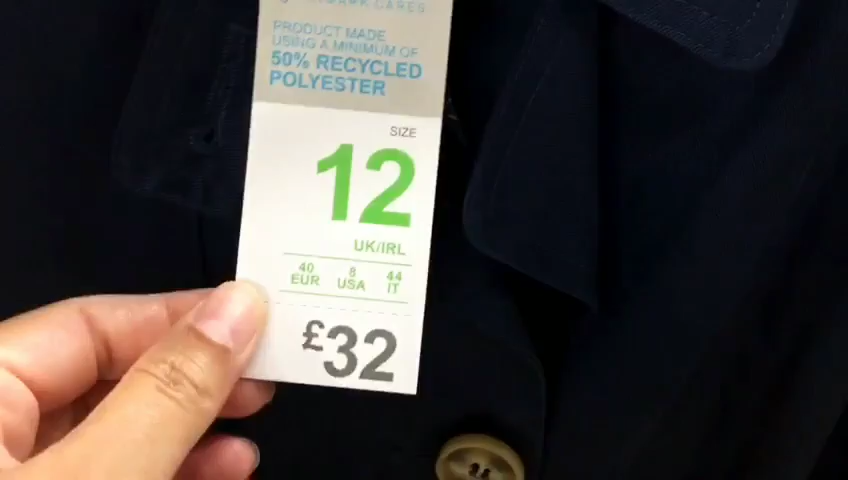 CARES
PRODUCT MADE
USING A MINIMUM OF
50% RECYCLED
POLYESTER
SIZE
12
UK/IRL
40 8 44
EUR USA IT
£32